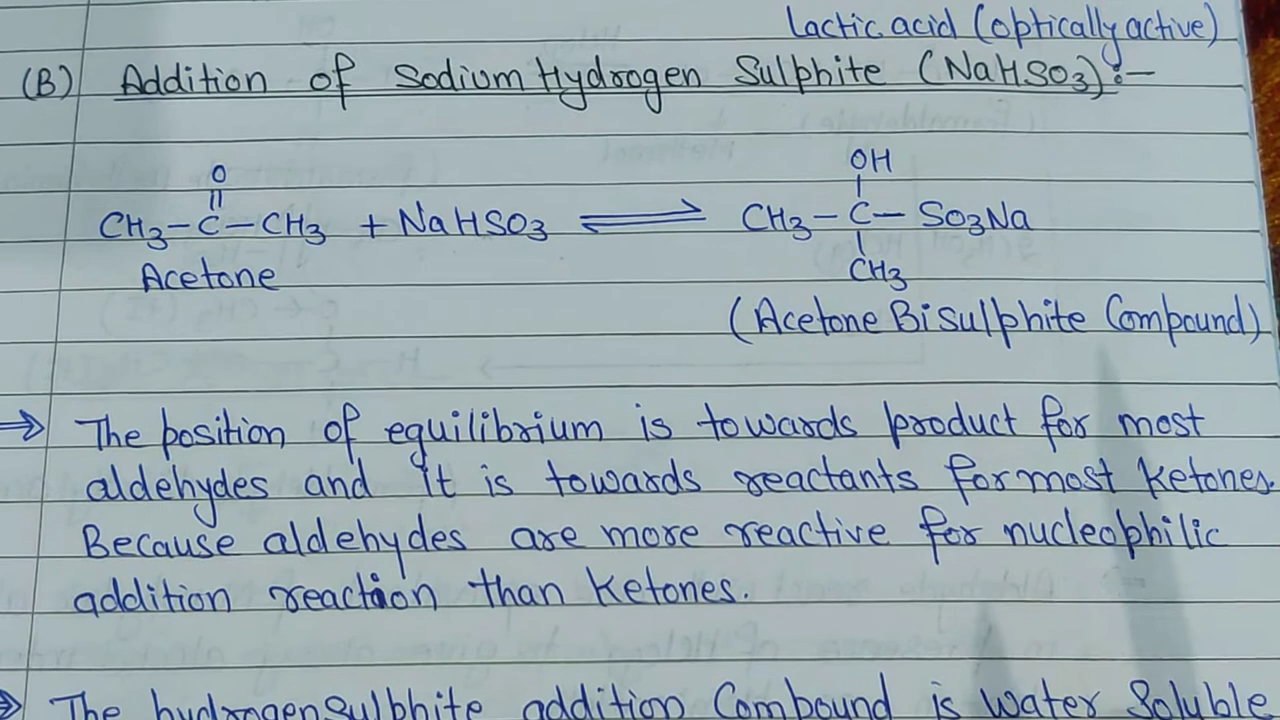 Lactic acid (optically active)
(B) Addition of Sodium Hydrogen Sulphite (NaHSO3):-
O
||
CH3-C-CH3 + NaHSO3 ⇌ CH3-C-SO3Na
OH
CH3
Acetone
(Acetone Bisulphite Compound)
⇒ The position of equilibrium is towards product for most
aldehydes and it is towards reactants for most Ketones.
Because aldehydes are more reactive for nucleophilic
addition reaction than Ketones.
⇒ The hydrogensulphite addition Compound is water Soluble